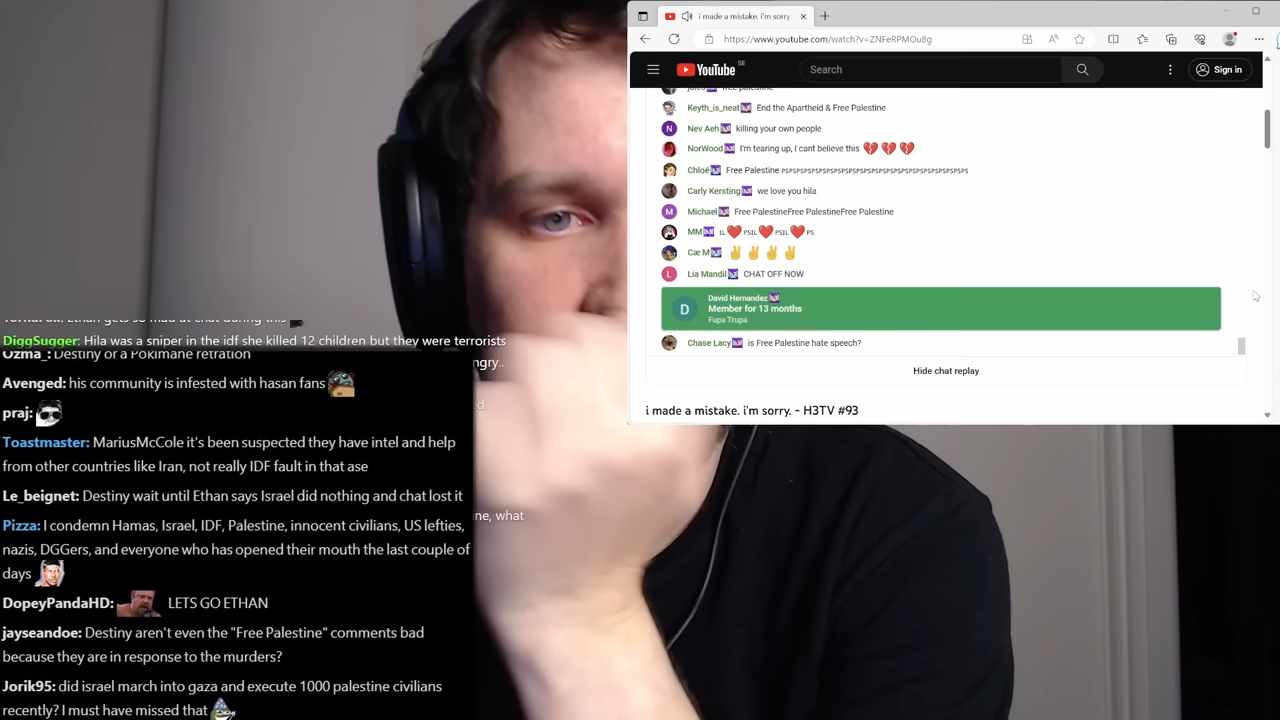 i made a mistake. i'm sorry.
https://www.youtube.com/watch?v=ZNFeRPMOu8g
YouTube SE
Search
Sign in
Keyth_is_neat End the Apartheid & Free Palestine
Nev Aeh killing your own people
NorWood I'm tearing up, I cant believe this 💔 💔 💔
Chloé Free Palestine
Carly Kersting we love you hila
Michael Free PalestineFree PalestineFree Palestine
MM IL❤️PSIL❤️PSIL❤️PS
Cæ M ✌️ ✌️ ✌️ ✌️
Lia Mandil CHAT OFF NOW
David Hernandez
Member for 13 months
Fupa Trupa
Chase Lacy is Free Palestine hate speech?
Hide chat replay
i made a mistake. i'm sorry. - H3TV #93
DiggSugger: Hila was a sniper in the idf she killed 12 children but they were terrorists
Ozma_: Destiny or a Pokimane retration
ngry..
Avenged: his community is infested with hasan fans
praj:
Toastmaster: MariusMcCole it's been suspected they have intel and help
from other countries like Iran, not really IDF fault in that ase
Le_beignet: Destiny wait until Ethan says Israel did nothing and chat lost it
ine, what
Pizza: I condemn Hamas, Israel, IDF, Palestine, innocent civilians, US lefties,
nazis, DGGers, and everyone who has opened their mouth the last couple of
days
DopeyPandaHD: LETS GO ETHAN
jayseandoe: Destiny aren't even the "Free Palestine" comments bad
because they are in response to the murders?
Jorik95: did israel march into gaza and execute 1000 palestine civilians
recently? I must have missed that